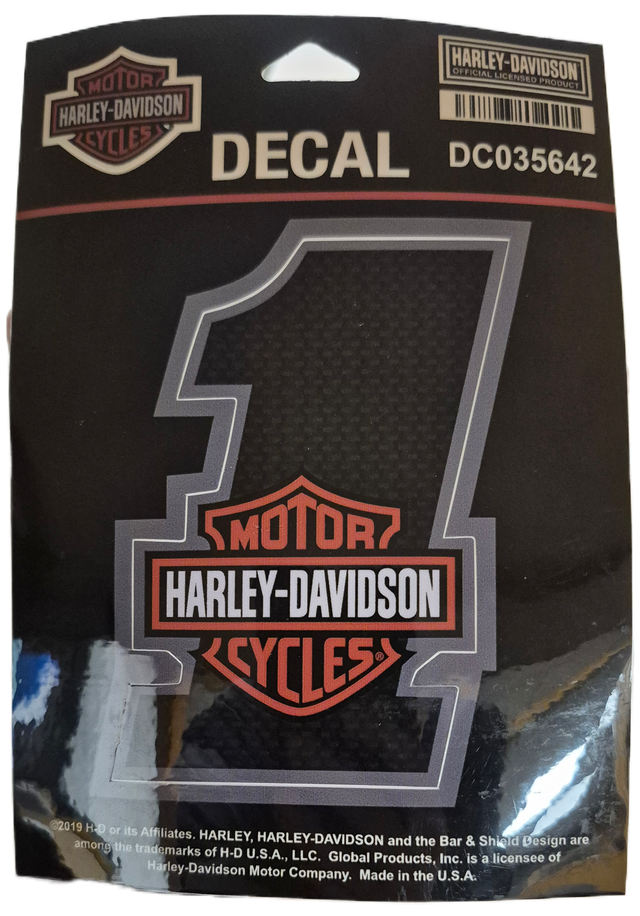 MOTOR
HARLEY-DAVIDSON
CYCLES
HARLEY-DAVIDSON
OFFICIAL LICENSED PRODUCT
DECAL
DC035642
1
MOTOR
HARLEY-DAVIDSON
CYCLES®
©2019 H-D or its Affiliates. HARLEY, HARLEY-DAVIDSON and the Bar & Shield Design are
among the trademarks of H-D U.S.A., LLC. Global Products, Inc. is a licensee of
Harley-Davidson Motor Company. Made in the U.S.A.